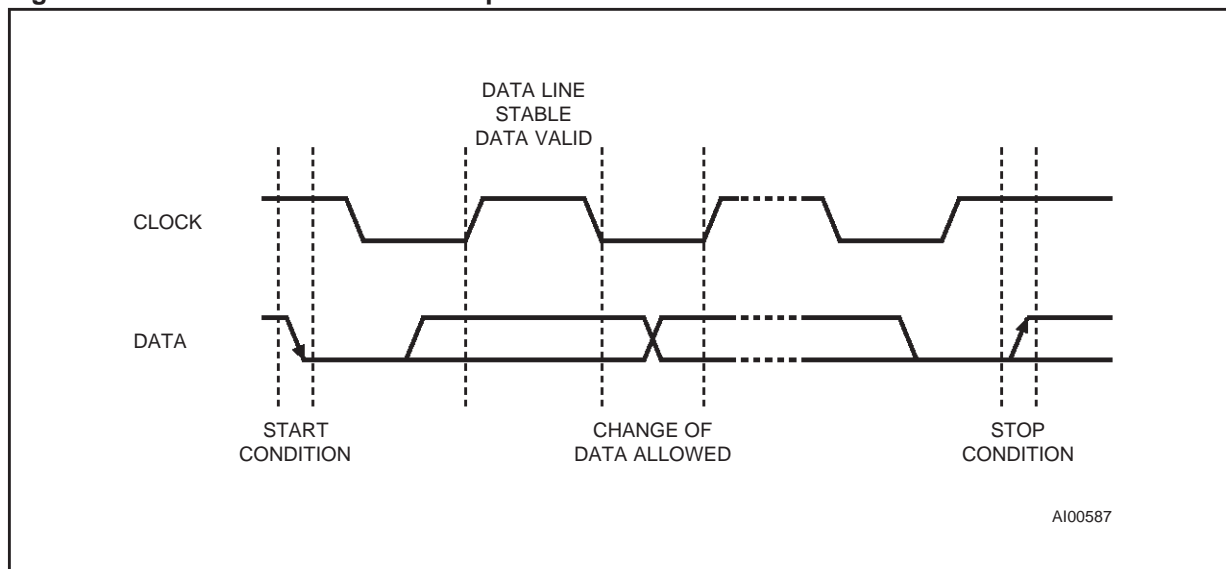 DATA LINE
STABLE
DATA VALID
CLOCK
DATA
START
CONDITION
CHANGE OF
DATA ALLOWED
STOP
CONDITION
AI00587